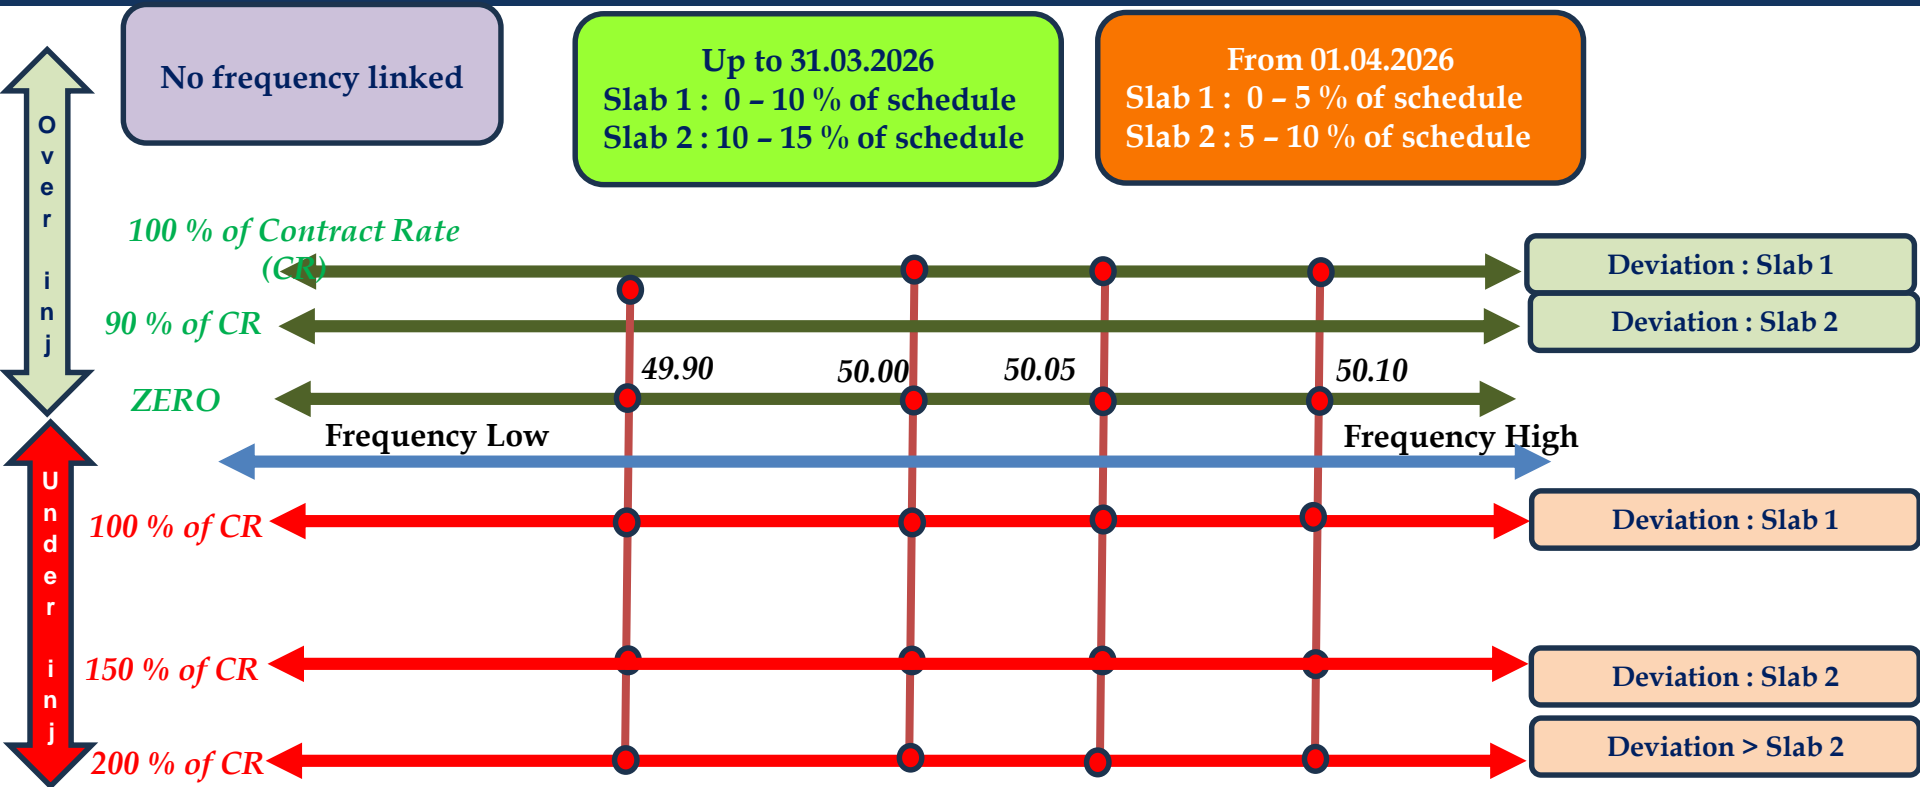 No frequency linked
Up to 31.03.2026
Slab 1 :  0 – 10 % of schedule
Slab 2 : 10 – 15 % of schedule
From 01.04.2026
Slab 1 :  0 – 5 % of schedule
Slab 2 : 5 – 10 % of schedule
Over inj
100 % of Contract Rate
(CR)
Deviation : Slab 1
90 % of CR
Deviation : Slab 2
49.90
50.00
50.05
50.10
ZERO
Frequency Low
Frequency High
Under inj
100 % of CR
Deviation : Slab 1
150 % of CR
Deviation : Slab 2
200 % of CR
Deviation > Slab 2